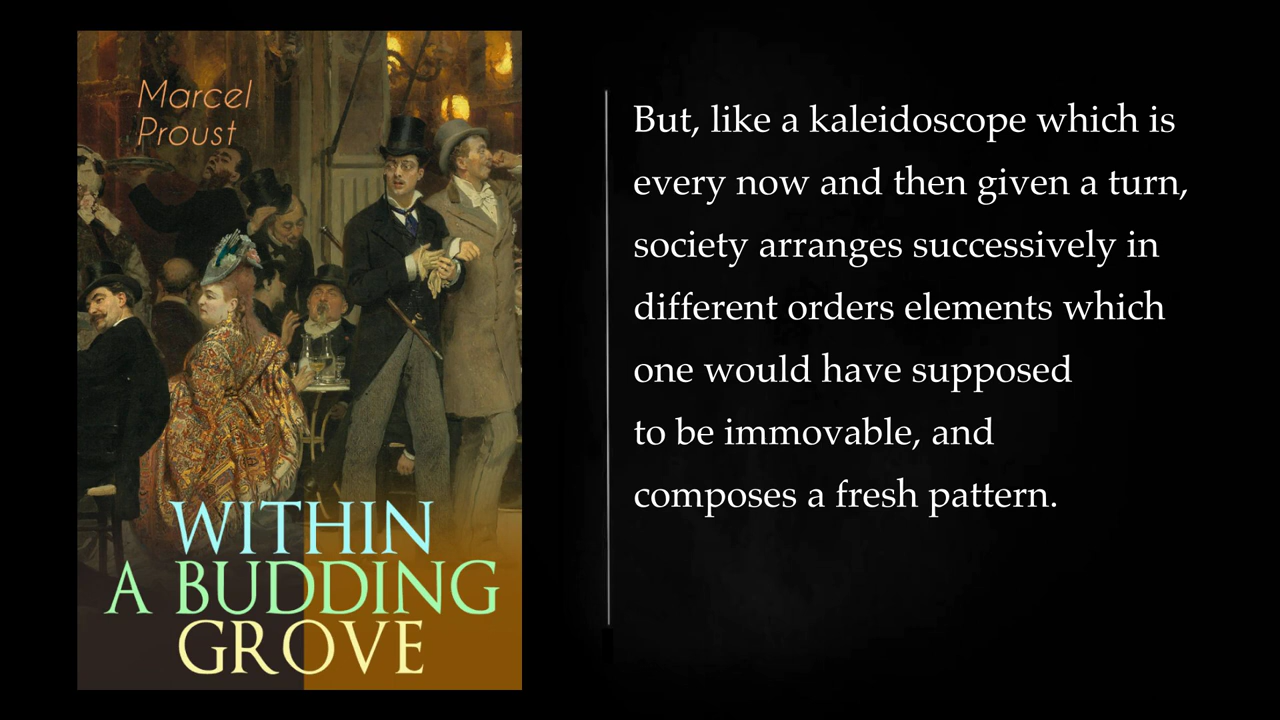 Marcel
Proust
WITHIN
A BUDDING
GROVE
But, like a kaleidoscope which is
every now and then given a turn,
society arranges successively in
different orders elements which
one would have supposed
to be immovable, and
composes a fresh pattern.